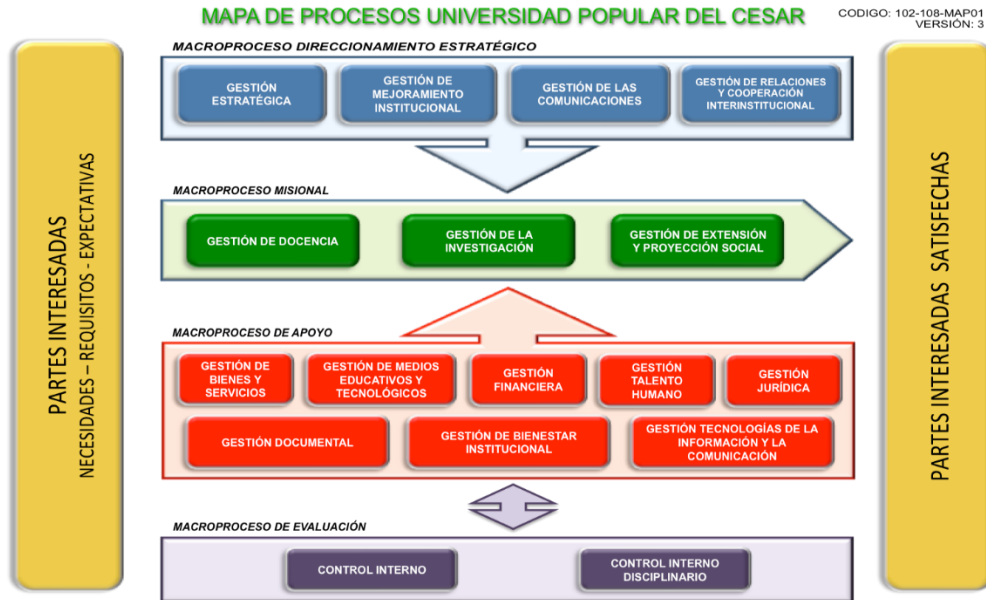 MAPA DE PROCESOS UNIVERSIDAD POPULAR DEL CESAR
CODIGO: 102-108-MAP01
VERSIÓN: 3
PARTES INTERESADAS
NECESIDADES – REQUISITOS - EXPECTATIVAS
MACROPROCESO DIRECCIONAMIENTO ESTRATÉGICO
GESTIÓN
ESTRATÉGICA
GESTIÓN DE
MEJORAMIENTO
INSTITUCIONAL
GESTIÓN DE LAS
COMUNICACIONES
GESTIÓN DE RELACIONES
Y COOPERACIÓN
INTERINSTITUCIONAL
MACROPROCESO MISIONAL
GESTIÓN DE DOCENCIA
GESTIÓN DE LA
INVESTIGACIÓN
GESTIÓN DE EXTENSIÓN
Y PROYECCIÓN SOCIAL
MACROPROCESO DE APOYO
GESTIÓN DE
BIENES Y
SERVICIOS
GESTIÓN DE MEDIOS
EDUCATIVOS Y
TECNOLÓGICOS
GESTIÓN
FINANCIERA
GESTIÓN
TALENTO
HUMANO
GESTIÓN
JURÍDICA
GESTIÓN DOCUMENTAL
GESTIÓN DE BIENESTAR
INSTITUCIONAL
GESTIÓN TECNOLOGÍAS DE LA
INFORMACIÓN Y LA
COMUNICACIÓN
MACROPROCESO DE EVALUACIÓN
CONTROL INTERNO
CONTROL INTERNO
DISCIPLINARIO
PARTES INTERESADAS SATISFECHAS